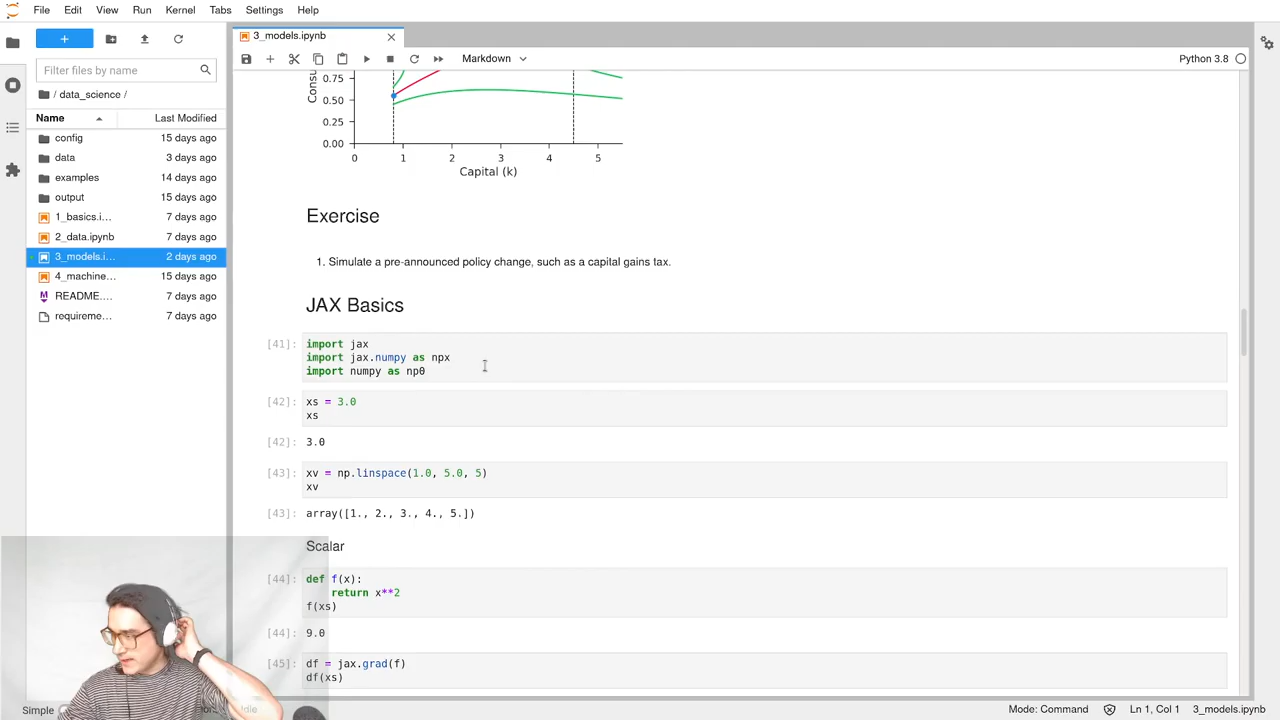 File Edit View Run Kernel Tabs Settings Help
3_models.ipynb
Markdown
Python 3.8
Filter files by name
/ data_science /
Name Last Modified
config 15 days ago
data 3 days ago
examples 14 days ago
output 15 days ago
1_basics.i... 7 days ago
2_data.ipynb 7 days ago
3_models.i... 2 days ago
4_machine... 15 days ago
README.... 7 days ago
requireme... 7 days ago
0.75
0.50
0.25
0.00
Consu
0 1 2 3 4 5
Capital (k)
Exercise
1. Simulate a pre-announced policy change, such as a capital gains tax.
JAX Basics
[41]: import jax
import jax.numpy as npx
import numpy as np0
[42]: xs = 3.0
xs
[42]: 3.0
[43]: xv = np.linspace(1.0, 5.0, 5)
xv
[43]: array([1., 2., 3., 4., 5.])
Scalar
[44]: def f(x):
return x**2
f(xs)
[44]: 9.0
[45]: df = jax.grad(f)
df(xs)
Simple
Idle
Mode: Command Ln 1, Col 1 3_models.ipynb